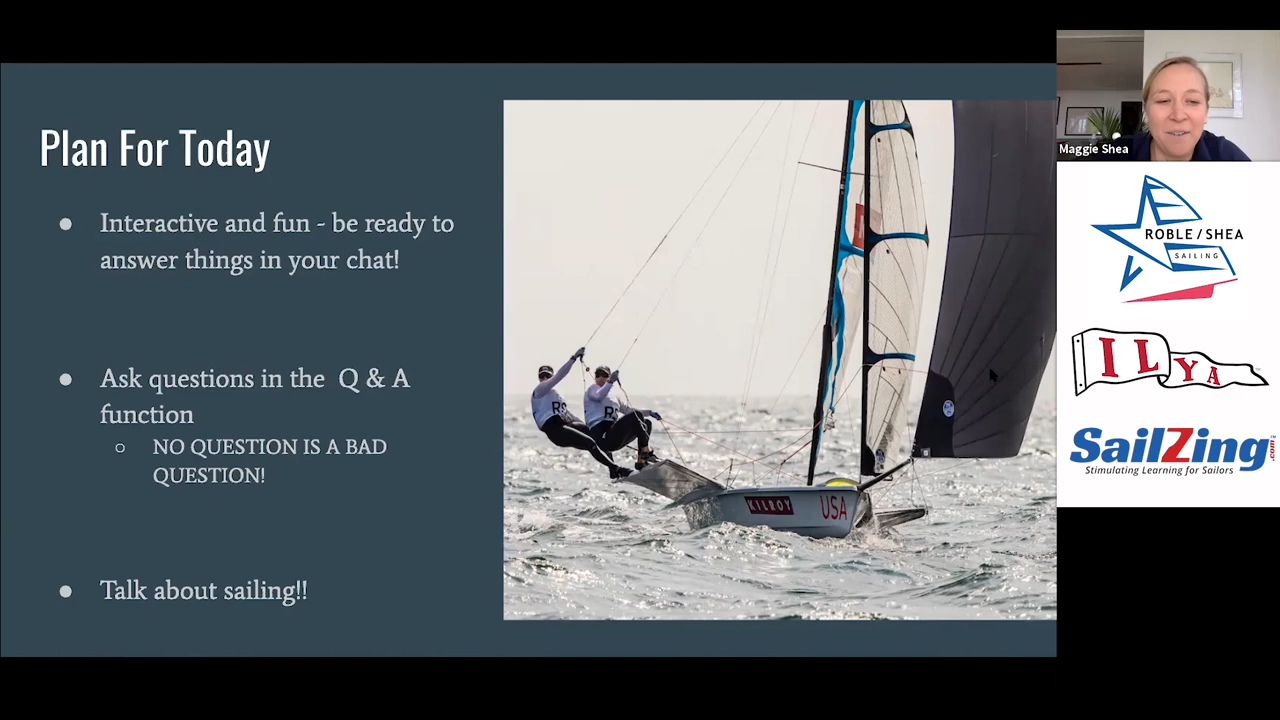 Plan For Today
● Interactive and fun - be ready to
answer things in your chat!
● Ask questions in the Q & A
function
○ NO QUESTION IS A BAD
QUESTION!
● Talk about sailing!!
KILROY
USA
Maggie Shea
ROBLE / SHEA
SAILING
ILYA
SailZing.com
Stimulating Learning for Sailors